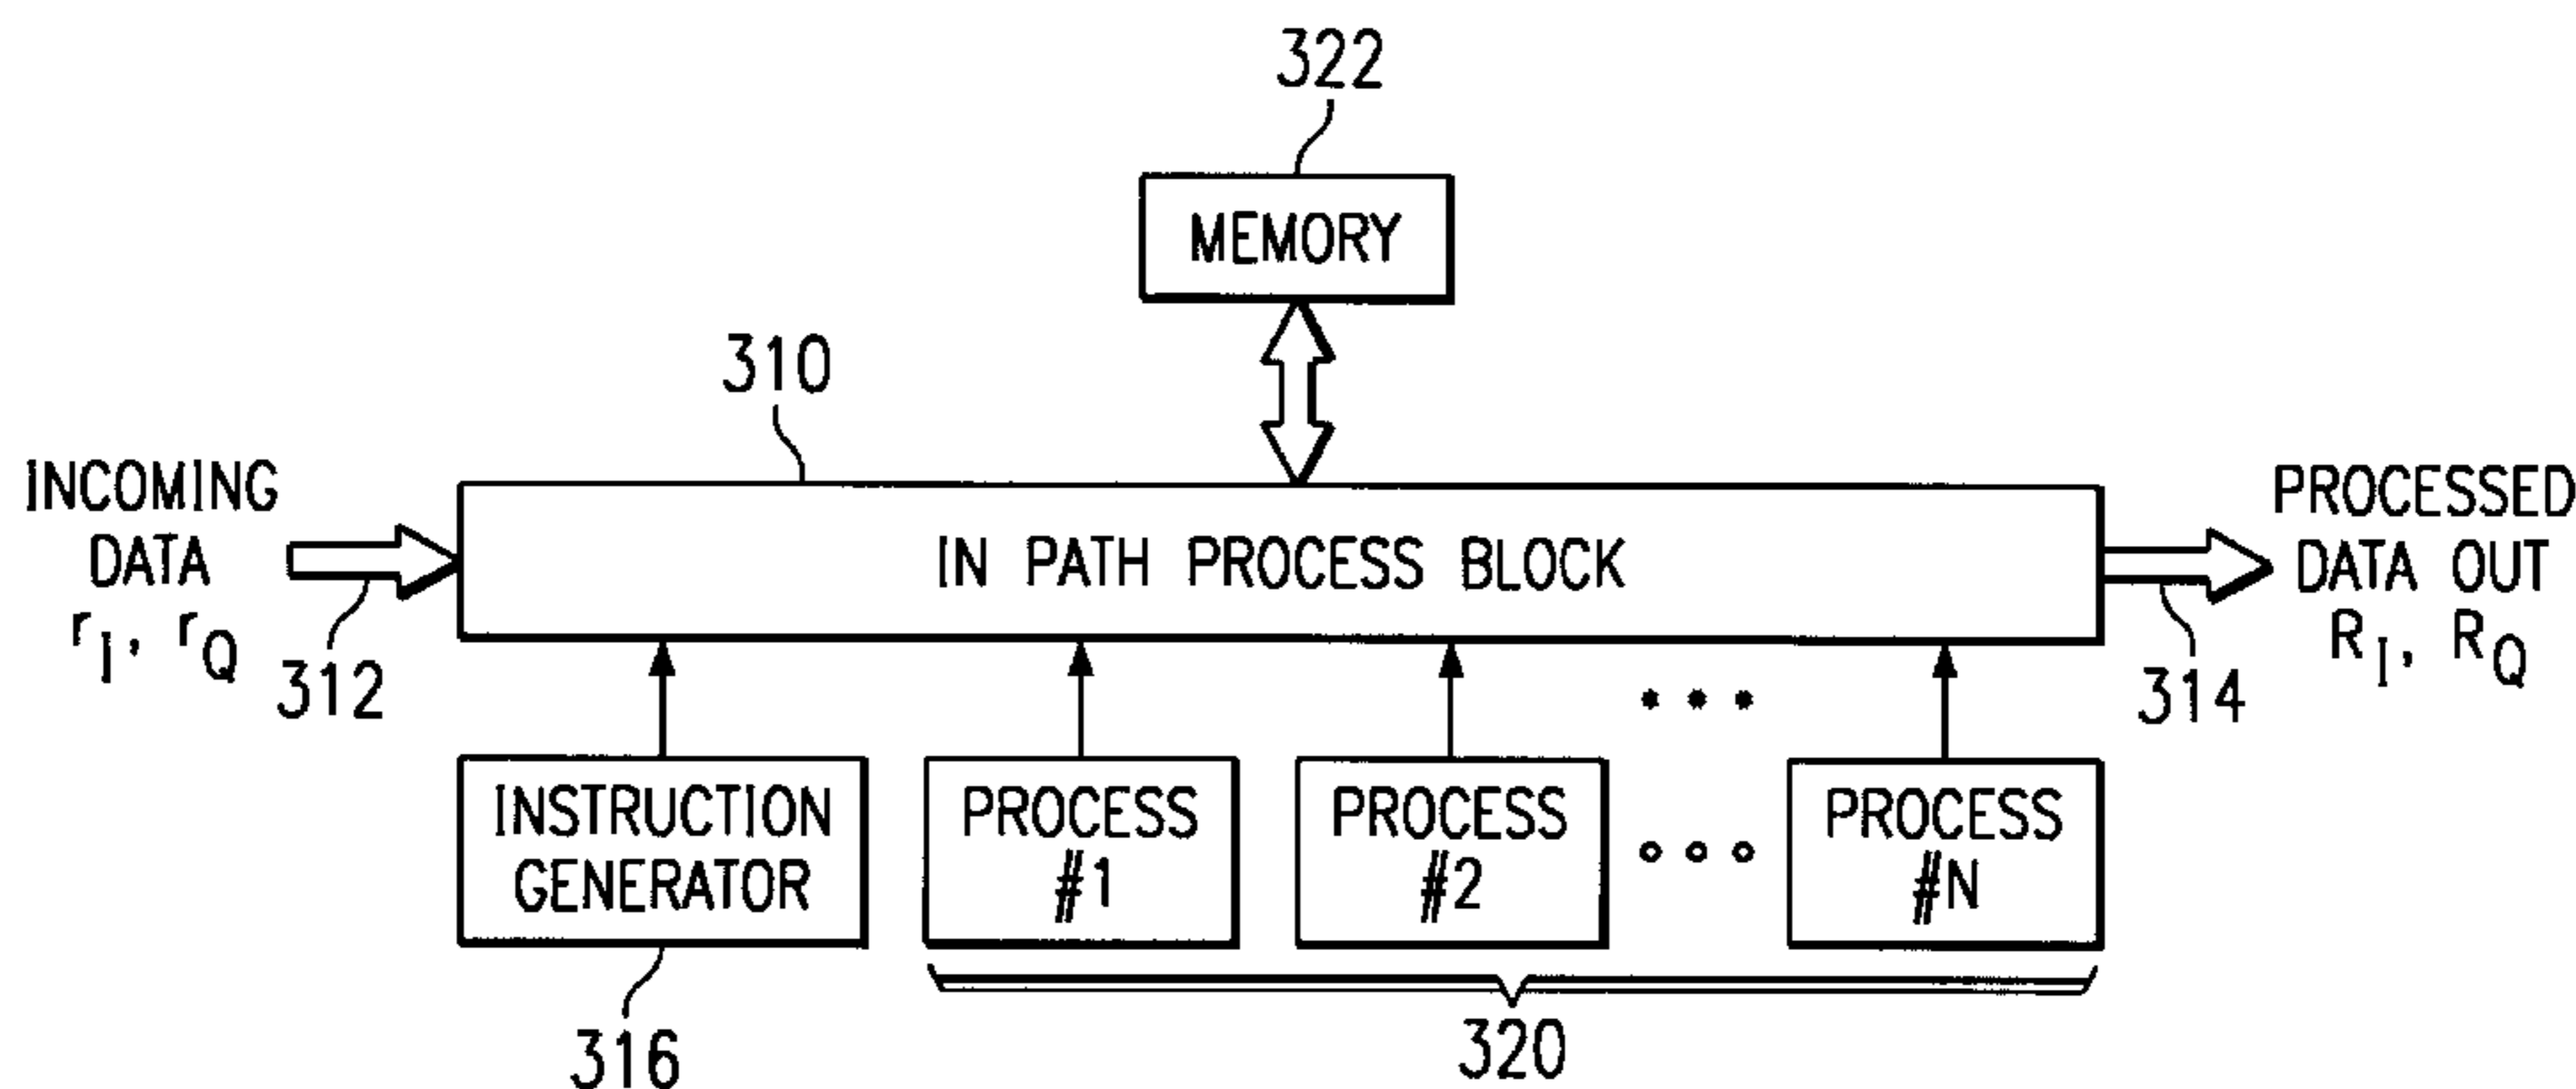 322
MEMORY
310
INCOMING
DATA
rI, rQ
312
IN PATH PROCESS BLOCK
PROCESSED
DATA OUT
RI, RQ
314
INSTRUCTION
GENERATOR
316
PROCESS
#1
PROCESS
#2
PROCESS
#N
320